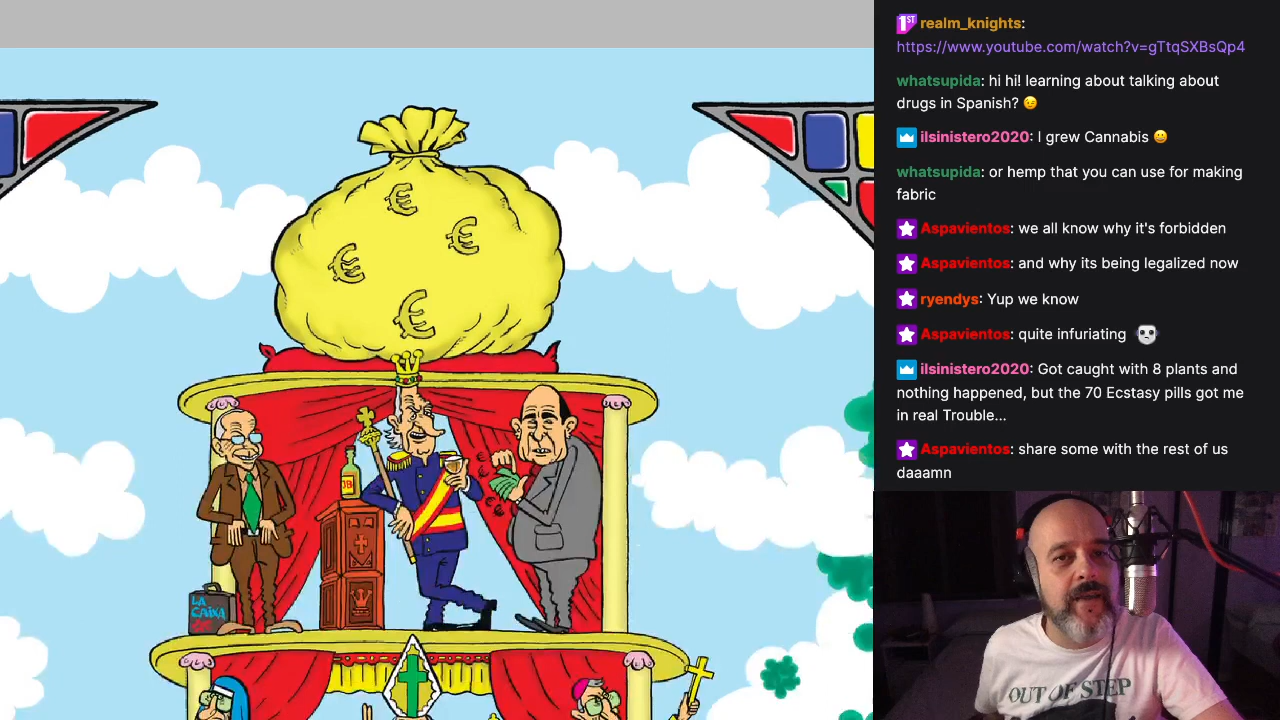 realm_knights:
https://www.youtube.com/watch?v=gTtqSXBsQp4
whatsupida: hi hi! learning about talking about
drugs in Spanish?
ilsinistero2020: I grew Cannabis
whatsupida: or hemp that you can use for making
fabric
Aspavientos: we all know why it's forbidden
Aspavientos: and why its being legalized now
ryendys: Yup we know
Aspavientos: quite infuriating
ilsinistero2020: Got caught with 8 plants and
nothing happened, but the 70 Ecstasy pills got me
in real Trouble...
Aspavientos: share some with the rest of us
daaamn
1ST
€
€
€
€
JB
LA
CAIXA
OUT OF STEP